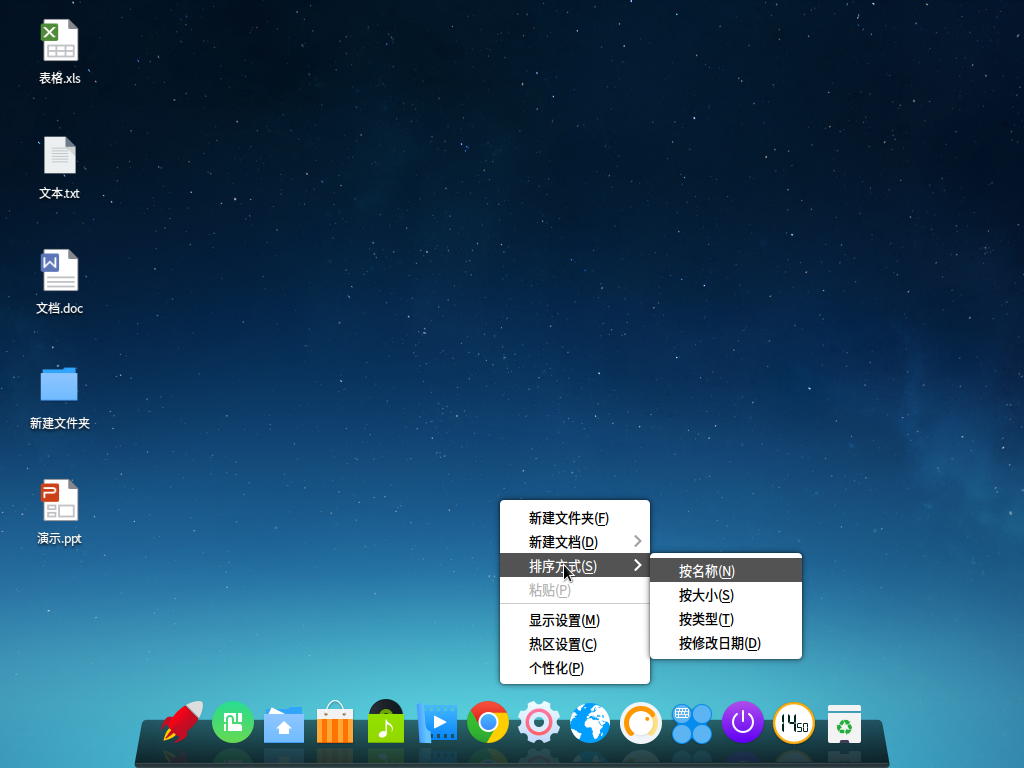 表格.xls
文本.txt
文档.doc
新建文件夹
演示.ppt
新建文件夹(F)
新建文档(D)
排序方式(S)
粘贴(P)
显示设置(M)
热区设置(C)
个性化(P)
按名称(N)
按大小(S)
按类型(T)
按修改日期(D)
1450